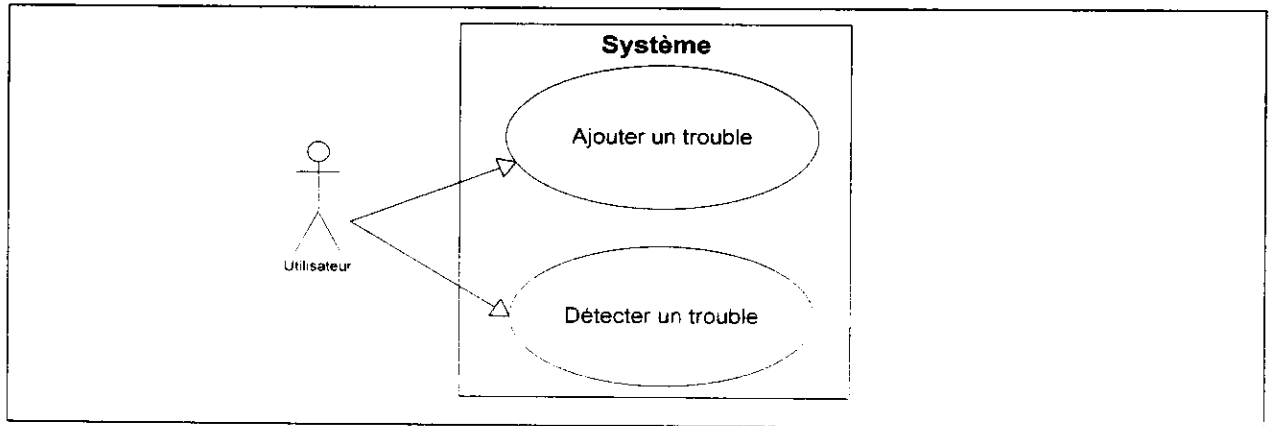 Système
Ajouter un trouble
Utilisateur
Détecter un trouble